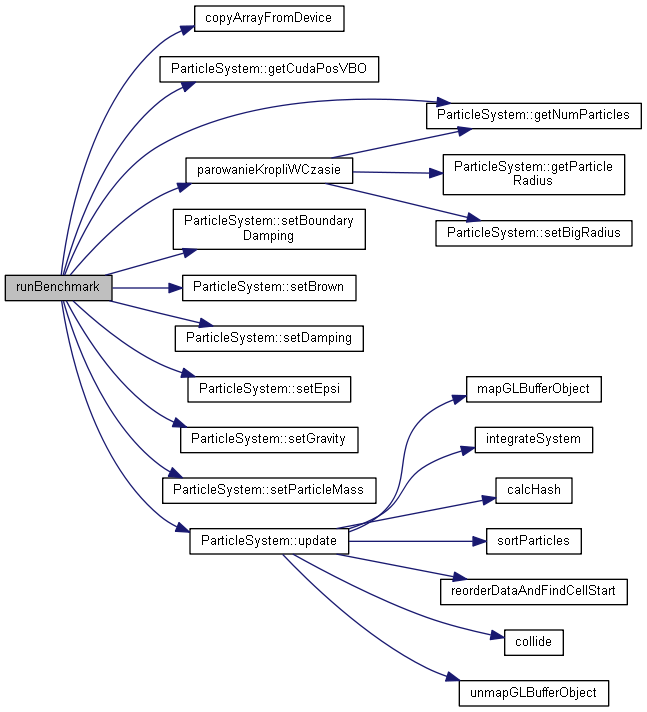 copyArrayFromDevice
ParticleSystem::getCudaPosVBO
ParticleSystem::getNumParticles
parowanieKropliWCzasie
ParticleSystem::getParticle
Radius
ParticleSystem::setBigRadius
ParticleSystem::setBoundary
Damping
runBenchmark
ParticleSystem::setBrown
ParticleSystem::setDamping
ParticleSystem::setEpsi
ParticleSystem::setGravity
ParticleSystem::setParticleMass
ParticleSystem::update
mapGLBufferObject
integrateSystem
calcHash
sortParticles
reorderDataAndFindCellStart
collide
unmapGLBufferObject